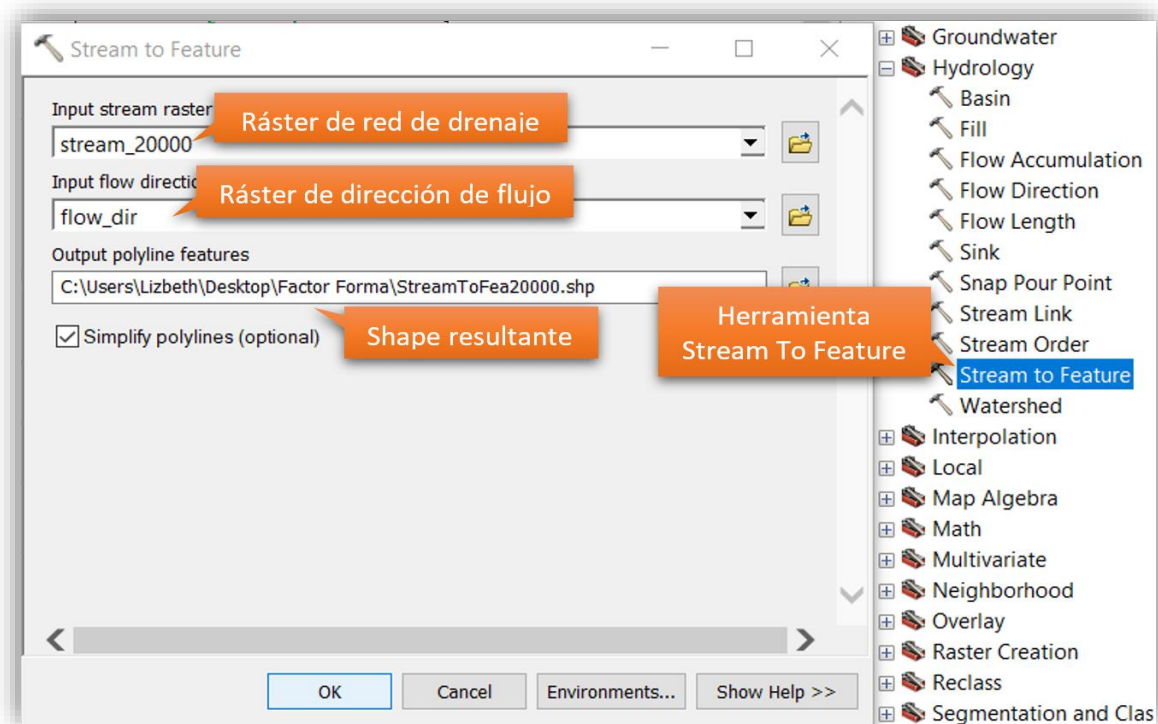 Stream to Feature
Input stream raster
Ráster de red de drenaje
stream_20000
Input flow directio
Ráster de dirección de flujo
flow_dir
Output polyline features
C:\Users\Lizbeth\Desktop\Factor Forma\StreamToFea20000.shp
Simplify polylines (optional)
Shape resultante
Herramienta
Stream To Feature
OK
Cancel
Environments...
Show Help >>
Groundwater
Hydrology
Basin
Fill
Flow Accumulation
Flow Direction
Flow Length
Sink
Snap Pour Point
Stream Link
Stream Order
Stream to Feature
Watershed
Interpolation
Local
Map Algebra
Math
Multivariate
Neighborhood
Overlay
Raster Creation
Reclass
Segmentation and Clas